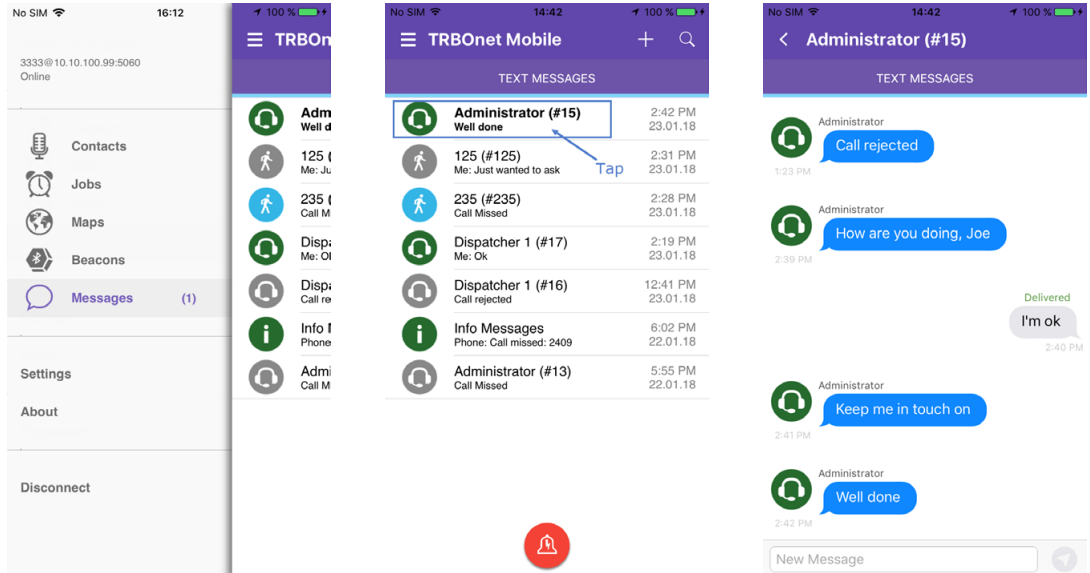 No SIM 16:12 100 %
3333@10.10.100.99:5060
Online
Contacts
Jobs
Maps
Beacons
Messages (1)
Settings
About
Disconnect
TRBOn
Adm
Well d
125 (
Me: Ju
235 (
Call M
Dispa
Me: Ol
Dispa
Call re
Info M
Phone
Admi
Call M
No SIM 14:42 100 %
TRBOnet Mobile
TEXT MESSAGES
Administrator (#15) 2:42 PM
Well done 23.01.18
125 (#125) 2:31 PM
Me: Just wanted to ask 23.01.18
Tap
235 (#235) 2:28 PM
Call Missed 23.01.18
Dispatcher 1 (#17) 2:19 PM
Me: Ok 23.01.18
Dispatcher 1 (#16) 12:41 PM
Call rejected 23.01.18
Info Messages 6:02 PM
Phone: Call missed: 2409 22.01.18
Administrator (#13) 5:55 PM
Call Missed 22.01.18
No SIM 14:42 100 %
Administrator (#15)
TEXT MESSAGES
Administrator
Call rejected
1:23 PM
Administrator
How are you doing, Joe
2:39 PM
Delivered
I'm ok
2:40 PM
Administrator
Keep me in touch on
2:41 PM
Administrator
Well done
2:42 PM
New Message